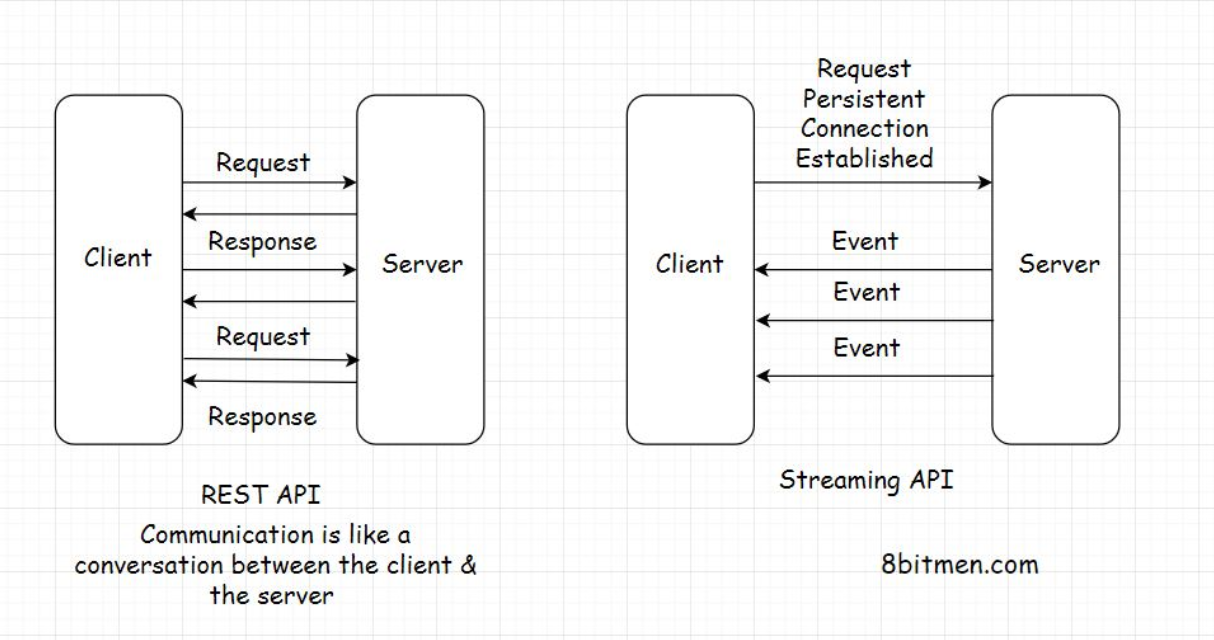 Request
Response
Client
Server
Request
Response
REST API
Communication is like a
conversation between the client &
the server
Request
Persistent
Connection
Established
Client
Event
Event
Event
Server
Streaming API
8bitmen.com